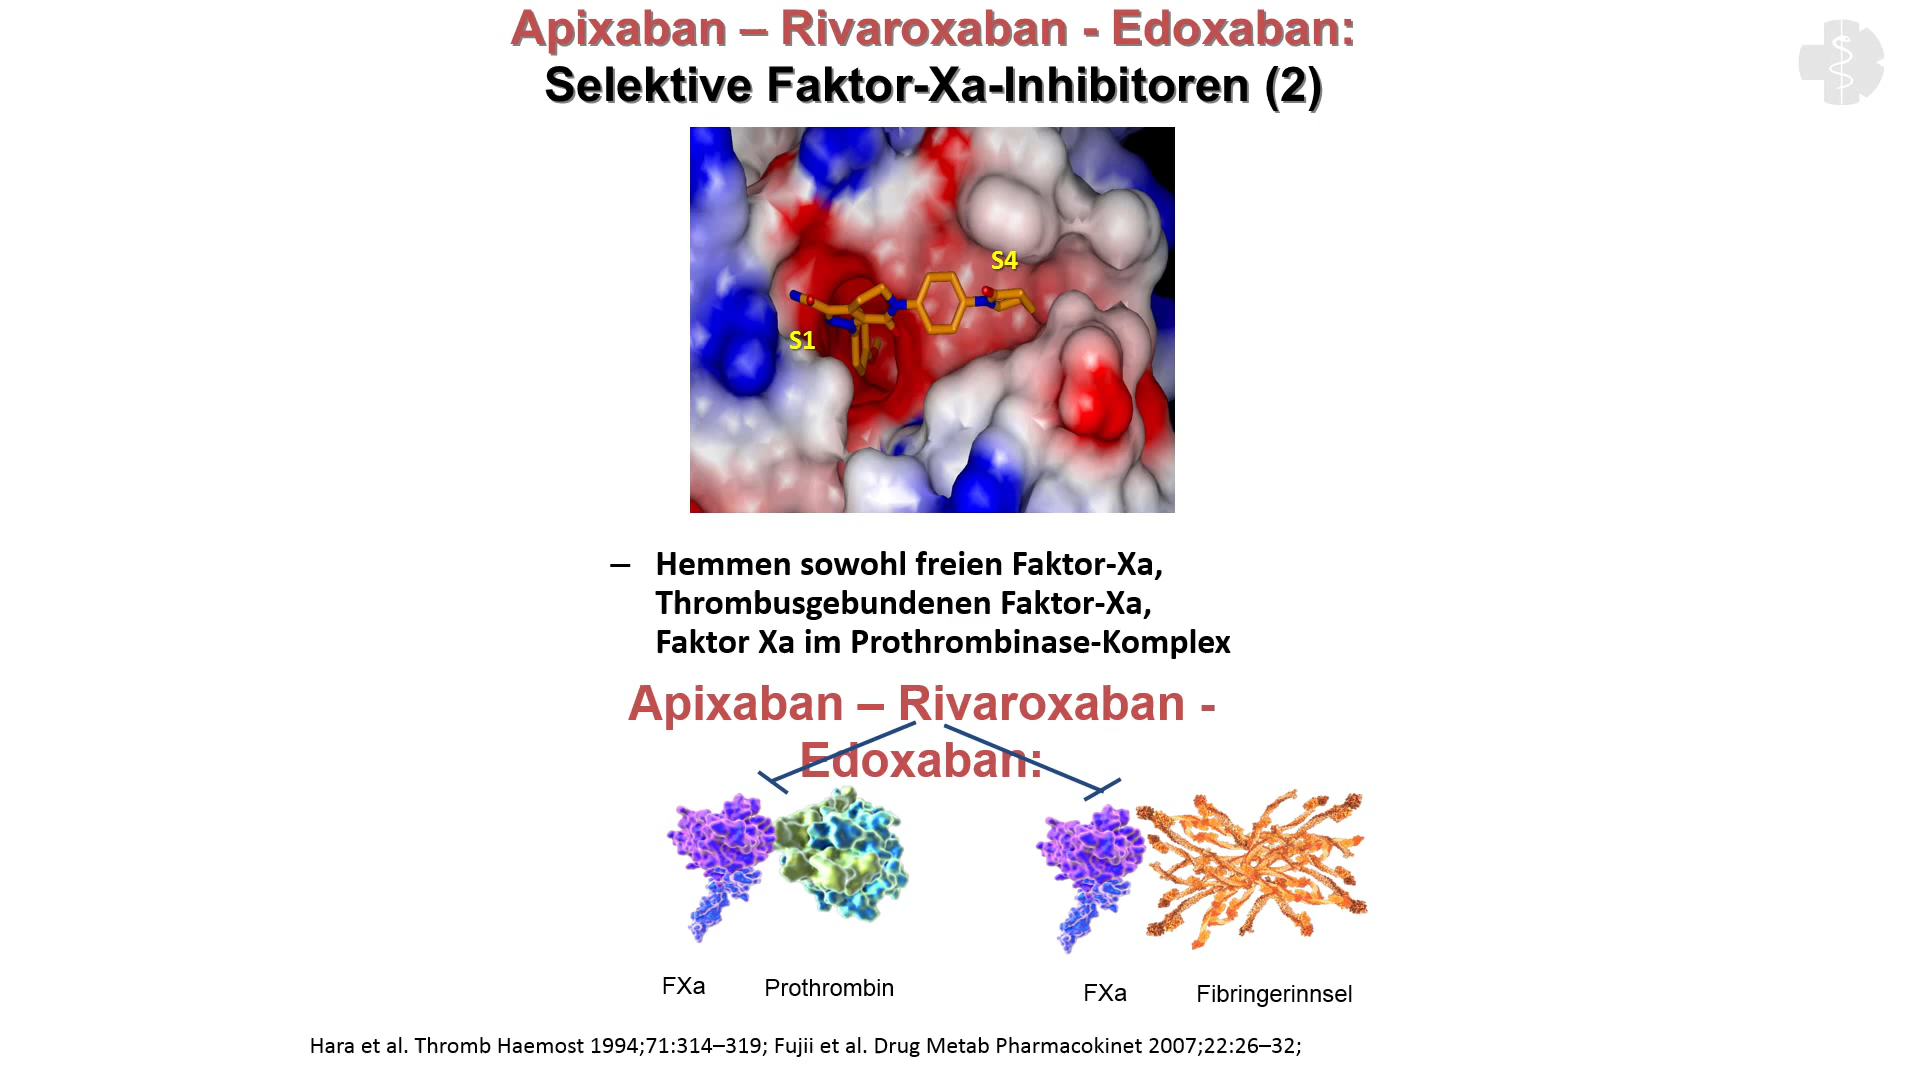 Apixaban – Rivaroxaban - Edoxaban:
Selektive Faktor-Xa-Inhibitoren (2)
S4
S1
– Hemmen sowohl freien Faktor-Xa,
Thrombusgebundenen Faktor-Xa,
Faktor Xa im Prothrombinase-Komplex
Apixaban – Rivaroxaban -
Edoxaban:
FXa
Prothrombin
FXa
Fibringerinnsel
Hara et al. Thromb Haemost 1994;71:314–319; Fujii et al. Drug Metab Pharmacokinet 2007;22:26–32;